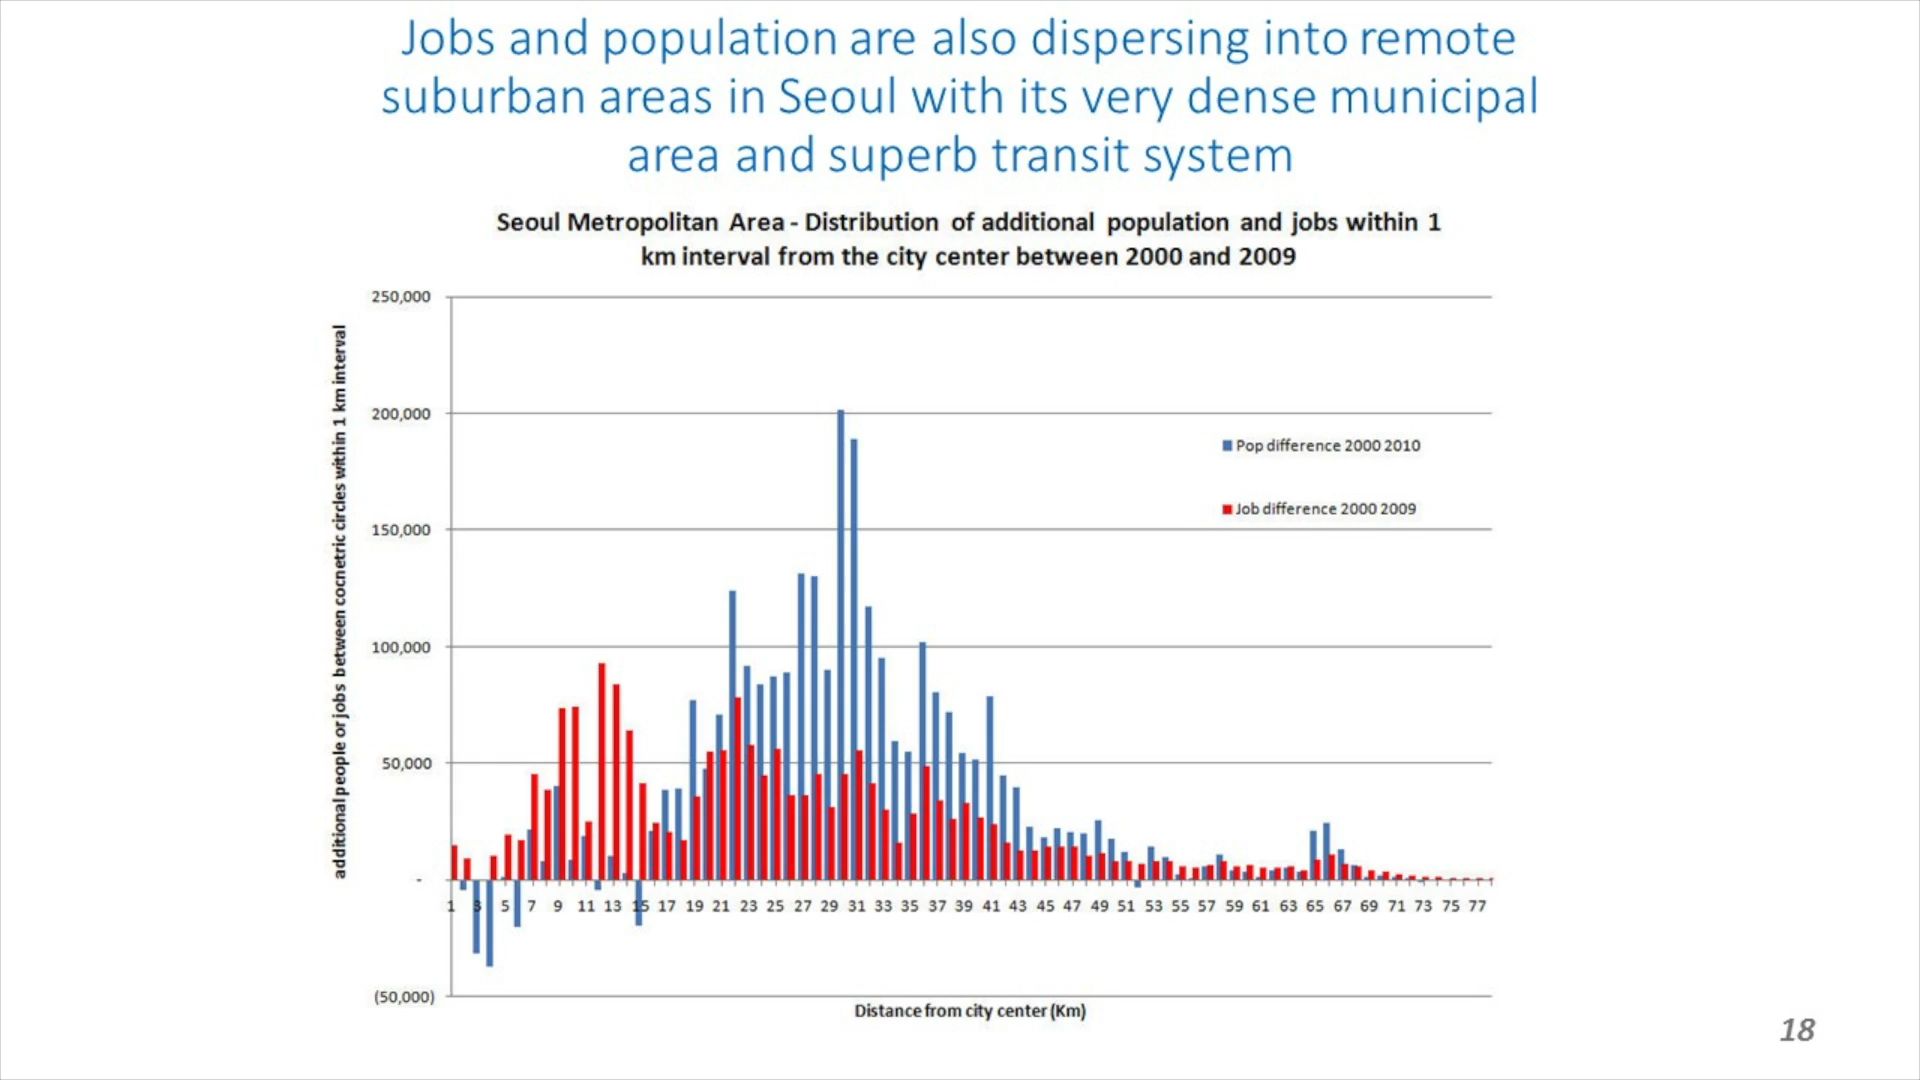 Jobs and population are also dispersing into remote
suburban areas in Seoul with its very dense municipal
area and superb transit system
Seoul Metropolitan Area - Distribution of additional population and jobs within 1
km interval from the city center between 2000 and 2009
additional people or jobs between cocnetric circles within 1 km interval
250,000
200,000
150,000
100,000
50,000
-
(50,000)
Pop difference 2000 2010
Job difference 2000 2009
1 3 5 7 9 11 13 15 17 19 21 23 25 27 29 31 33 35 37 39 41 43 45 47 49 51 53 55 57 59 61 63 65 67 69 71 73 75 77
Distance from city center (Km)
18